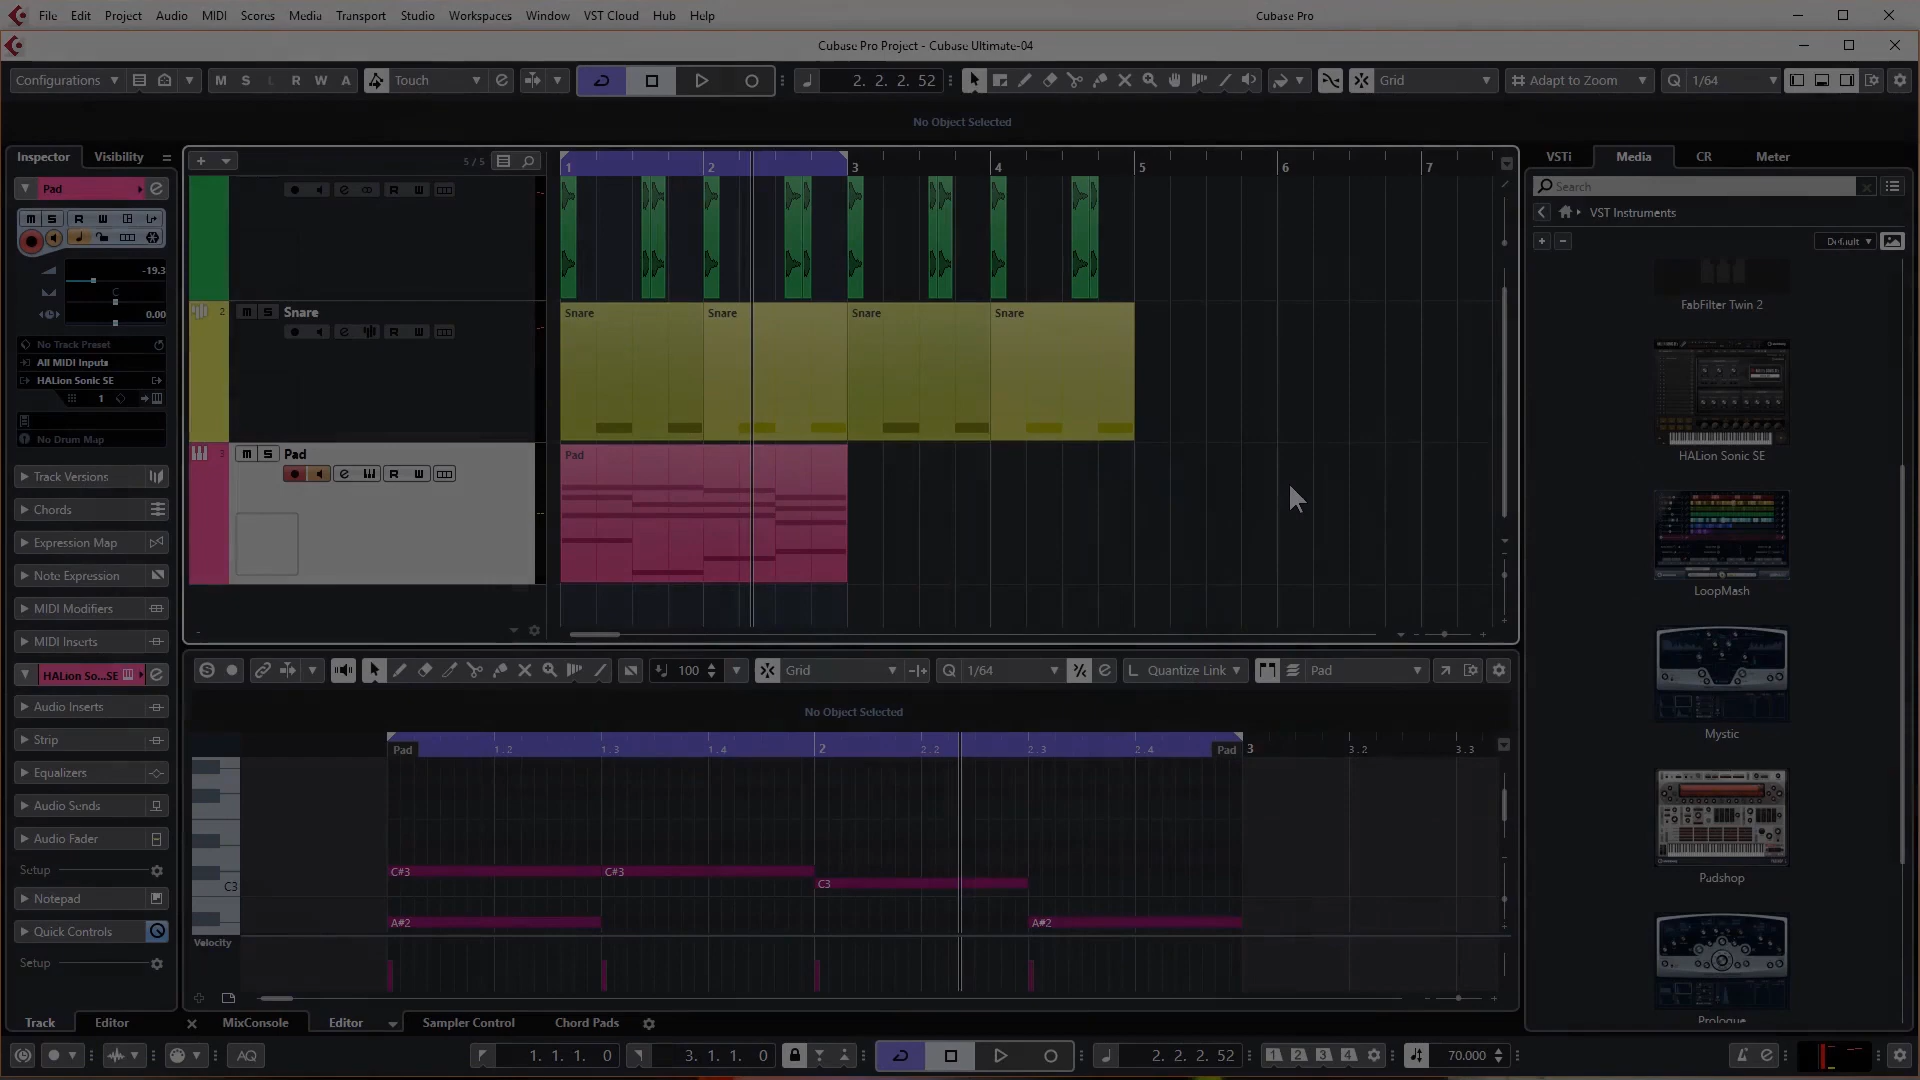 File Edit Project Audio MIDI Scores Media Transport Studio Workspaces Window VST Cloud Hub Help Cubase Pro
Cubase Pro Project - Cubase Ultimate-04
Configurations M S L R W A Touch 2. 2. 2. 52 Grid Adapt to Zoom Q 1/64
No Object Selected
Inspector Visibility 5 / 5 1 2 3 4 5 6 7 VSTi Media CR Meter
Pad Search
M S R W VST Instruments
Default
-19.3
C
0.00
R W
2 M S Snare Snare Snare Snare Snare FabFilter Twin 2
R W
No Track Preset
All MIDI Inputs
HALion Sonic SE
1
No Drum Map
3 M S Pad Pad HALion Sonic SE
R W
Track Versions
Chords
Expression Map
Note Expression
MIDI Modifiers LoopMash
MIDI Inserts
HALion So...SE 100 Grid Q 1/64 Quantize Link Pad
Audio Inserts No Object Selected
Strip Mystic
Pad 1.2 1.3 1.4 2 2.2 2.3 2.4 Pad 3 3.2 3.3
Equalizers
Audio Sends
Audio Fader
Setup C#3 C#3
C3 C3 Padshop
Notepad
A#2 A#2
Quick Controls
Velocity
Setup
Track Editor MixConsole Editor Sampler Control Chord Pads Prologue
AQ 1. 1. 1. 0 3. 1. 1. 0 2. 2. 2. 52 1 2 3 4 70.000